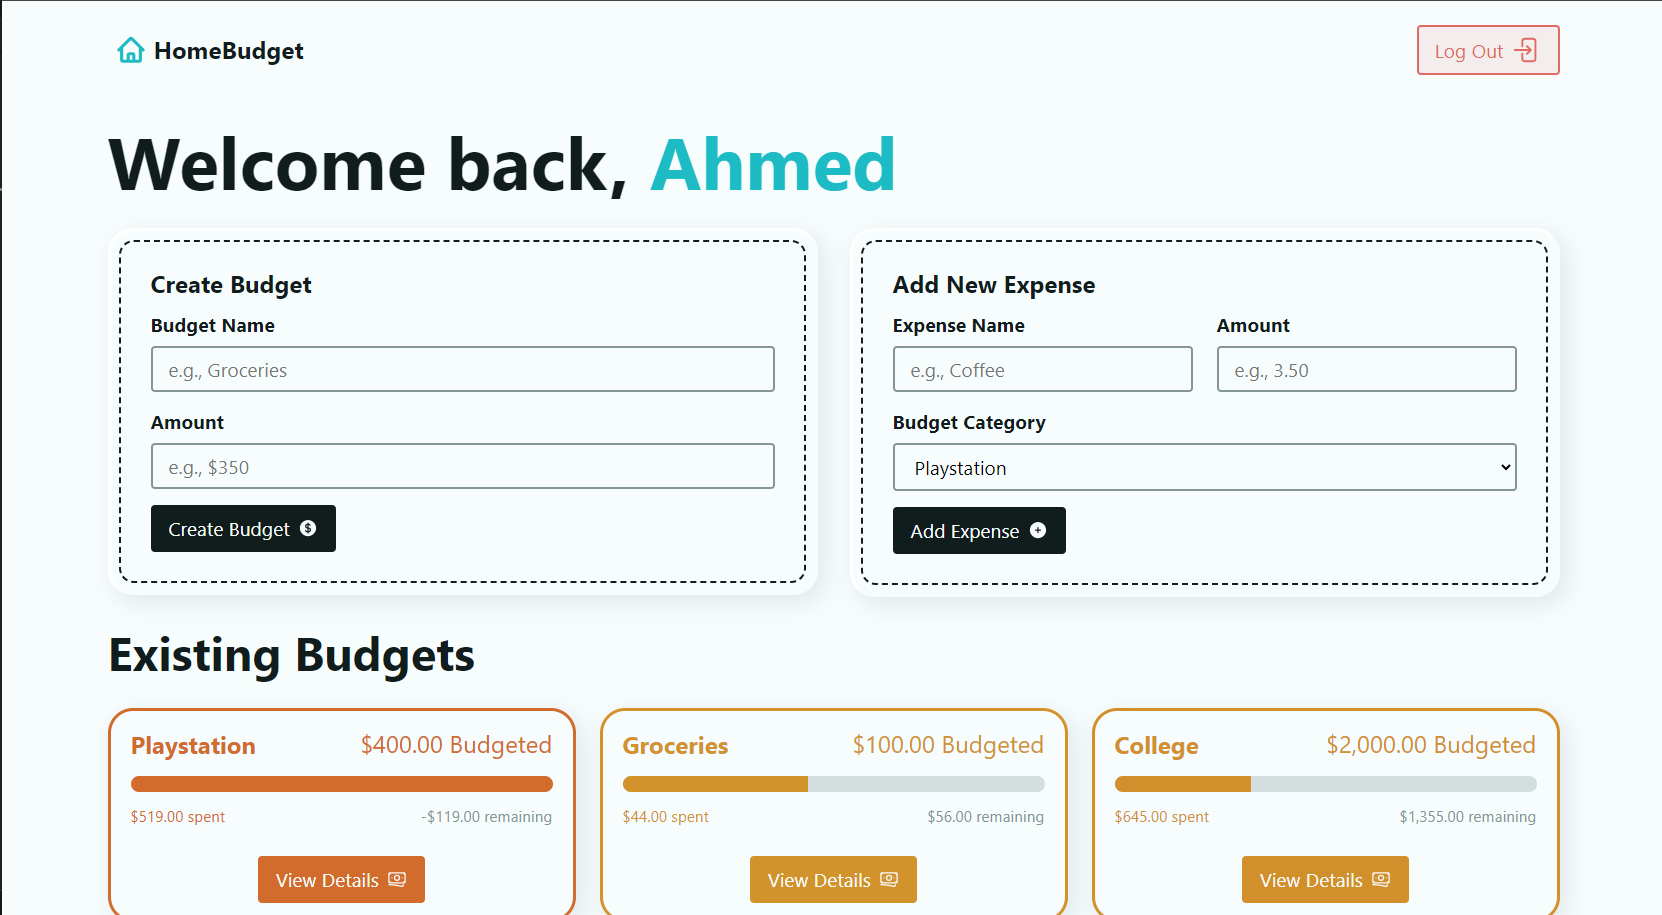 HomeBudget
Log Out
Welcome back, Ahmed
Create Budget
Budget Name
e.g., Groceries
Amount
e.g., $350
Create Budget
Add New Expense
Expense Name
Amount
e.g., Coffee
e.g., 3.50
Budget Category
Playstation
Add Expense
Existing Budgets
Playstation
$400.00 Budgeted
$519.00 spent
-$119.00 remaining
View Details
Groceries
$100.00 Budgeted
$44.00 spent
$56.00 remaining
View Details
College
$2,000.00 Budgeted
$645.00 spent
$1,355.00 remaining
View Details